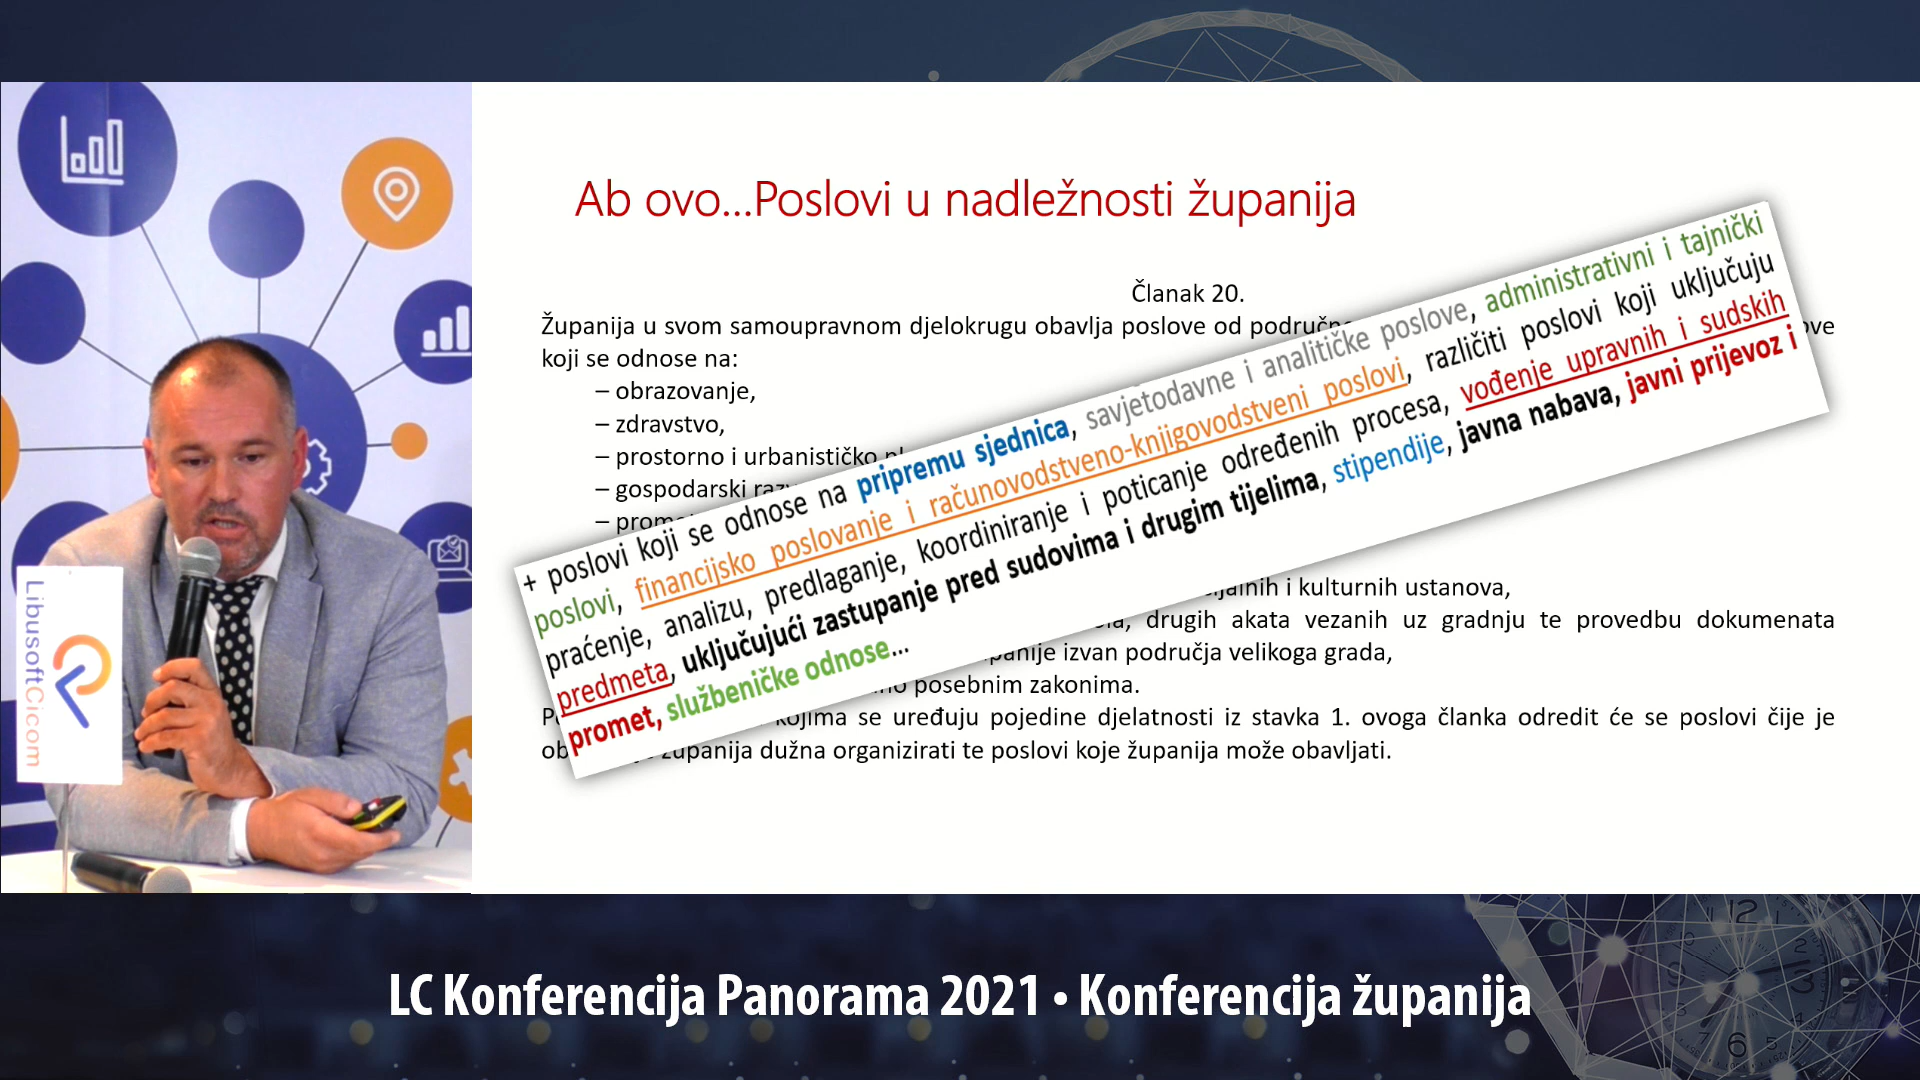 LibusoftCicom
Ab ovo...Poslovi u nadležnosti županija
Članak 20.
Županija u svom samoupravnom djelokrugu obavlja poslove od
koji se odnose na:
– obrazovanje,
– zdravstvo,
– prostorno i urbanističko
– gospodarski
i kulturnih ustanova,
drugih akata vezanih uz gradnju te provedbu dokumenata
izvan područja velikoga grada,
posebnim zakonima.
kojima se uređuju pojedine djelatnosti iz stavka 1. ovoga članka odredit će se poslovi čije je
županija dužna organizirati te poslovi koje županija može obavljati.
+ poslovi koji se odnose na pripremu sjednica, savjetodavne i analitičke poslove, administrativni i tajnički
poslovi, financijsko poslovanje i računovodstveno-knjigovodstveni poslovi, različiti poslovi koji uključuju
praćenje, analizu, predlaganje, koordiniranje i poticanje određenih procesa, vođenje upravnih i sudskih
predmeta, uključujući zastupanje pred sudovima i drugim tijelima, stipendije, javna nabava, javni prijevoz i
promet, službeničke odnose...
LC Konferencija Panorama 2021 • Konferencija županija